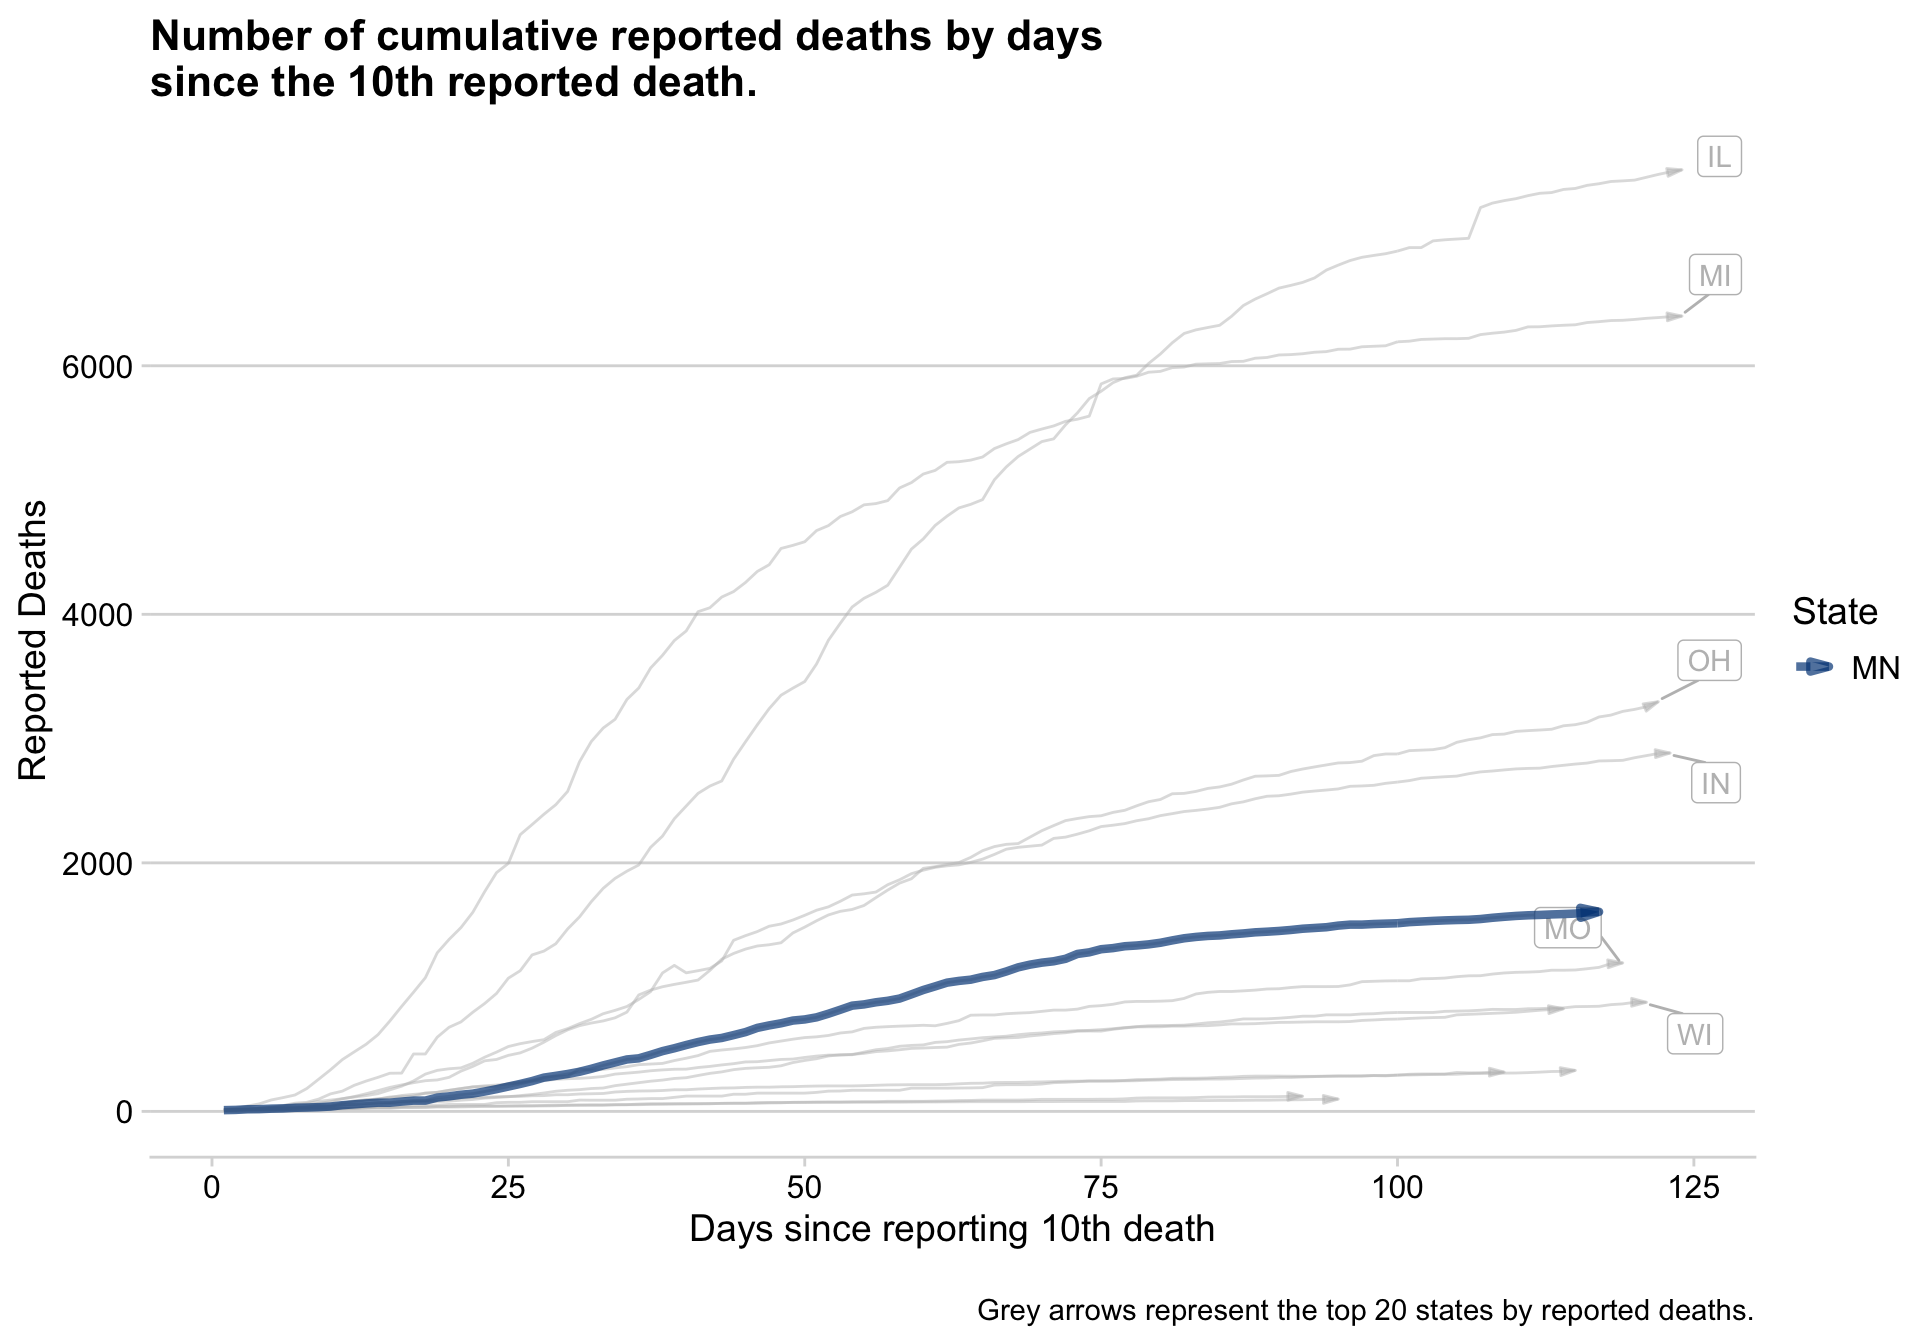 Number of cumulative reported deaths by days
since the 10th reported death.
IL
MI
6000
Reported Deaths
4000
State
OH
MN
IN
2000
MO
WI
0
0 25 50 75 100 125
Days since reporting 10th death
Grey arrows represent the top 20 states by reported deaths.